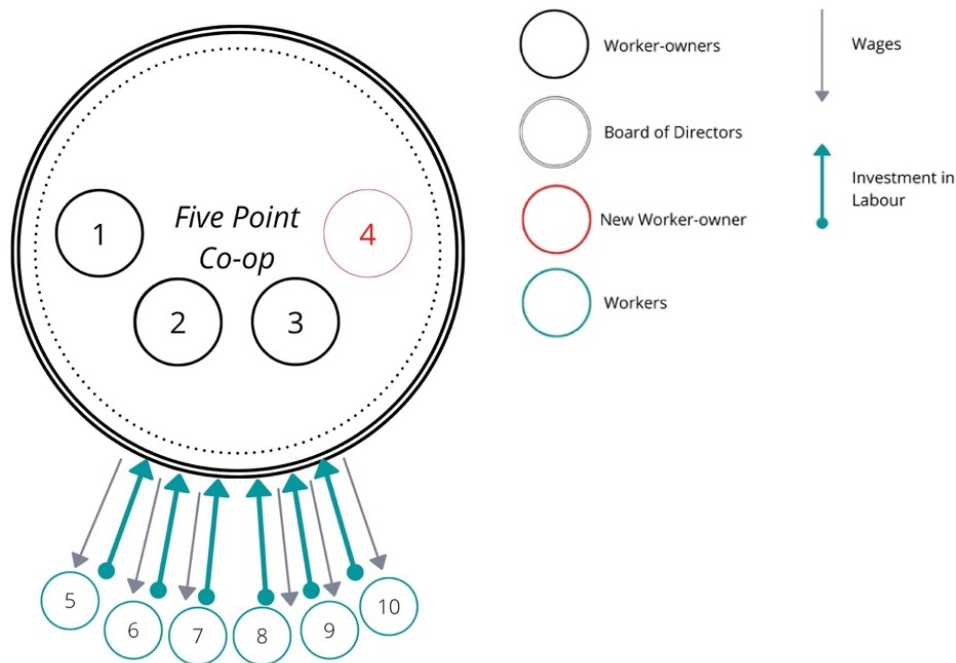 1
Five Point
Co-op
4
2
3
5
6
7
8
9
10
Worker-owners
Board of Directors
New Worker-owner
Workers
Wages
Investment in
Labour